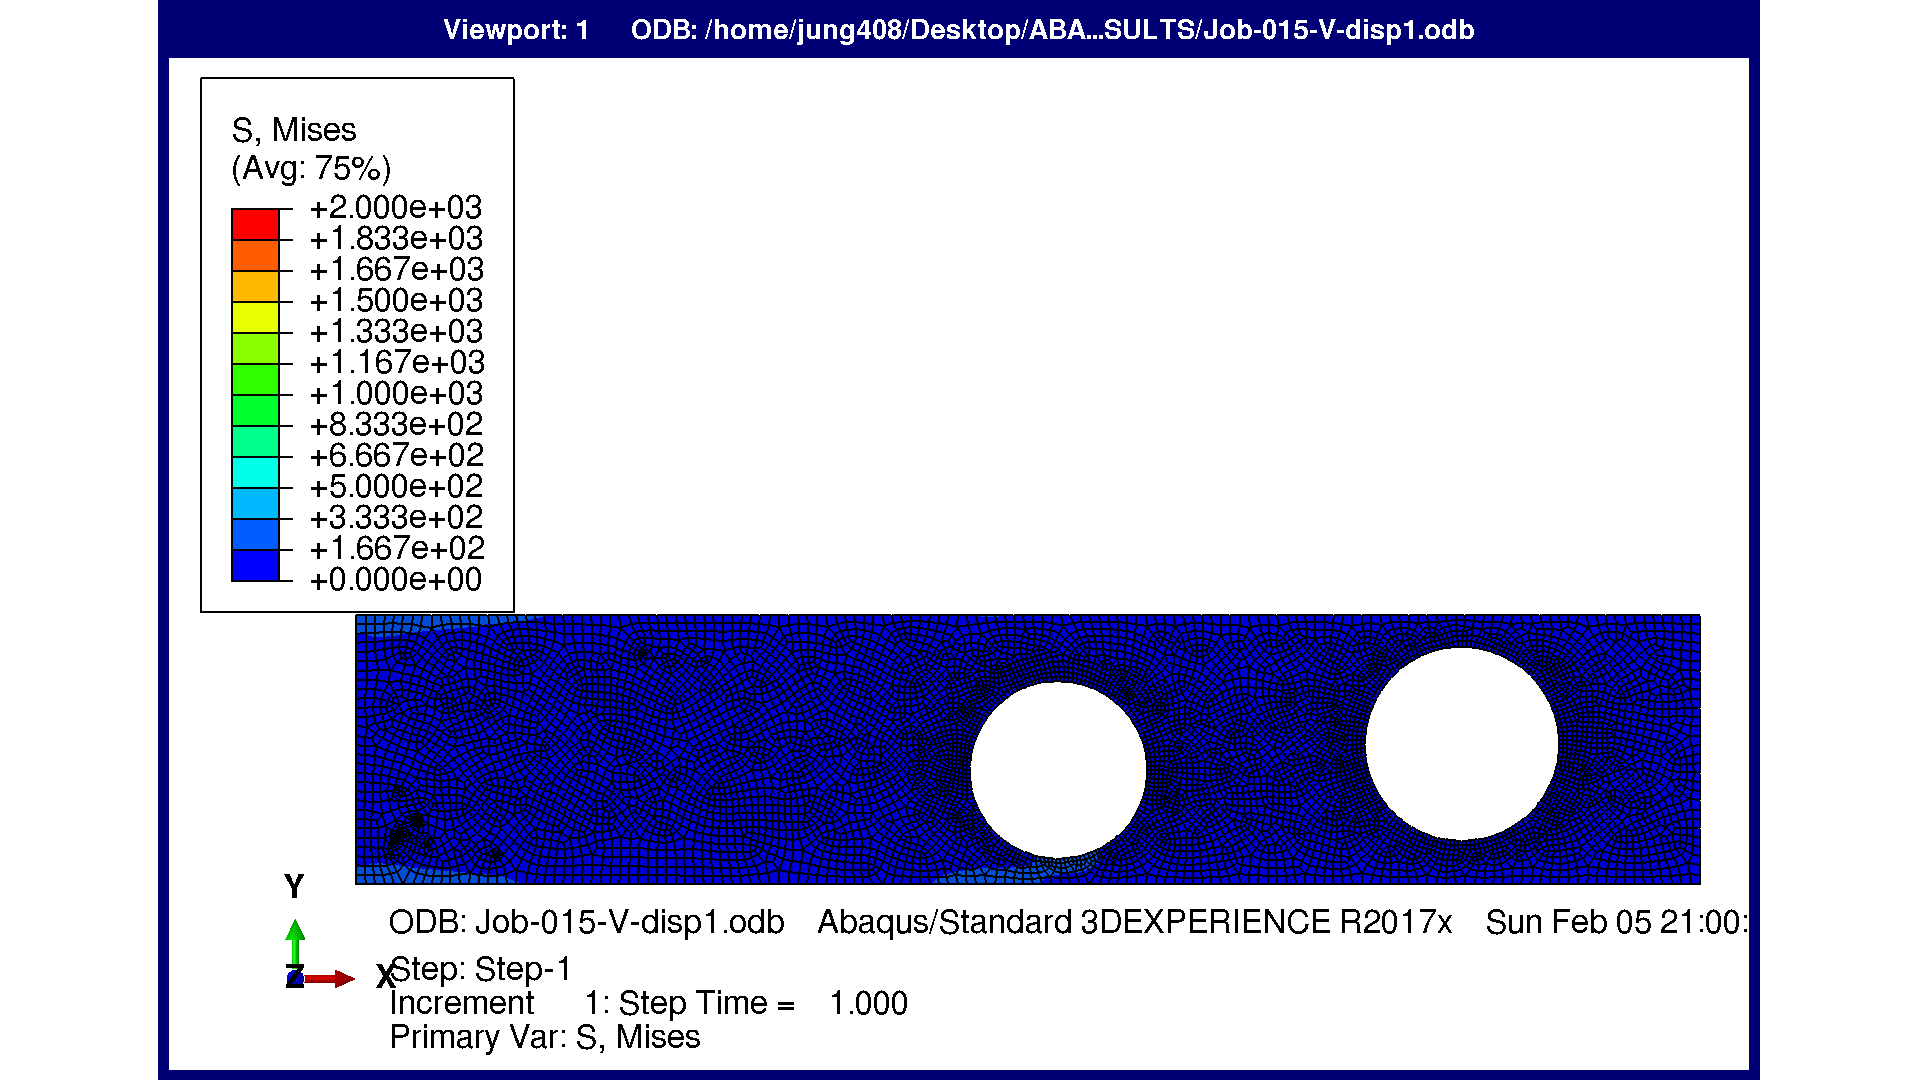 Viewport: 1 ODB: /home/jung408/Desktop/ABA...SULTS/Job-015-V-disp1.odb
S, Mises
(Avg: 75%)
+2.000e+03
+1.833e+03
+1.667e+03
+1.500e+03
+1.333e+03
+1.167e+03
+1.000e+03
+8.333e+02
+6.667e+02
+5.000e+02
+3.333e+02
+1.667e+02
+0.000e+00
Y
Z
X
ODB: Job-015-V-disp1.odb Abaqus/Standard 3DEXPERIENCE R2017x Sun Feb 05 21:00:
Step: Step-1
Increment 1: Step Time = 1.000
Primary Var: S, Mises